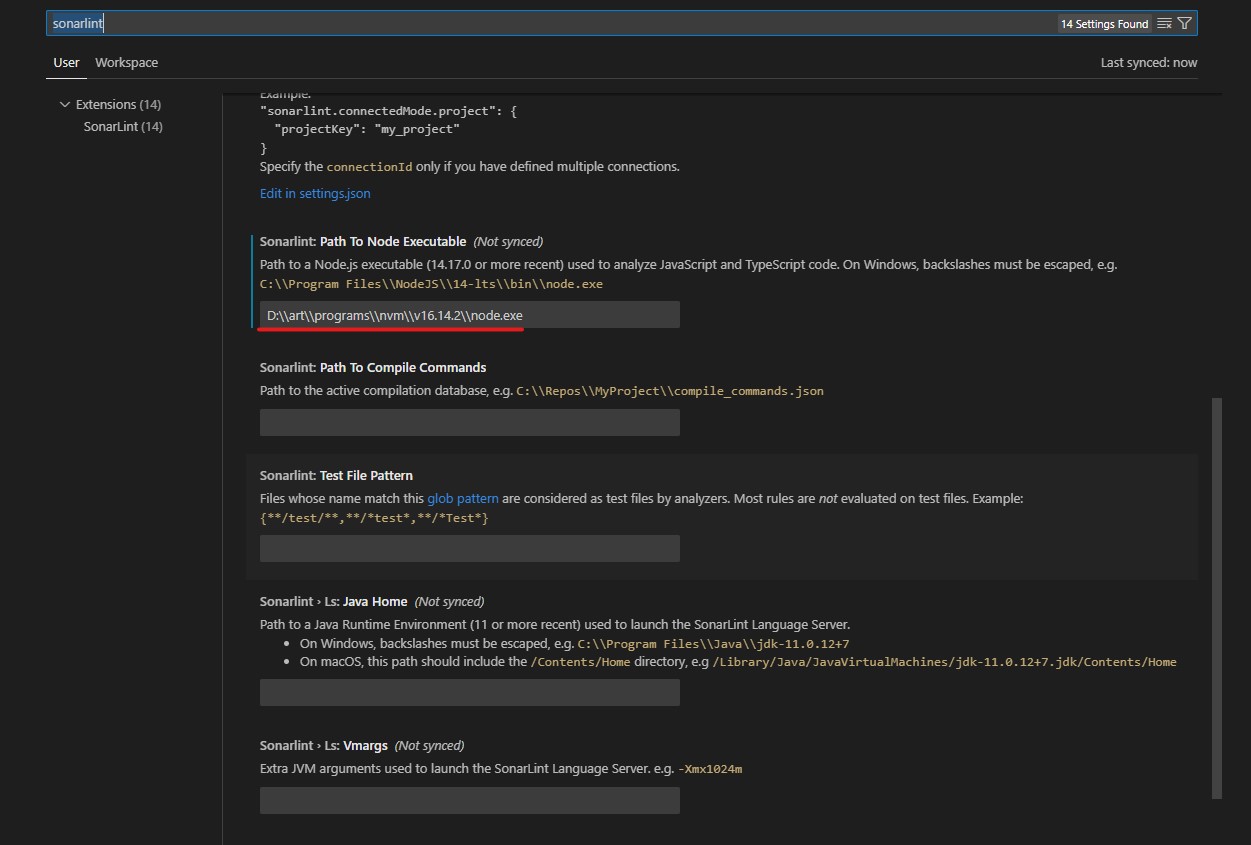 sonarlint
14 Settings Found
User Workspace
Last synced: now
Extensions (14)
SonarLint (14)
Example:
"sonarlint.connectedMode.project": {
"projectKey": "my_project"
}
Specify the connectionId only if you have defined multiple connections.
Edit in settings.json
Sonarlint: Path To Node Executable (Not synced)
Path to a Node.js executable (14.17.0 or more recent) used to analyze JavaScript and TypeScript code. On Windows, backslashes must be escaped, e.g.
C:\\Program Files\\NodeJS\\14-lts\\bin\\node.exe
D:\\art\\programs\\nvm\\v16.14.2\\node.exe
Sonarlint: Path To Compile Commands
Path to the active compilation database, e.g. C:\\Repos\\MyProject\\compile_commands.json
Sonarlint: Test File Pattern
Files whose name match this glob pattern are considered as test files by analyzers. Most rules are not evaluated on test files. Example:
{**/test/**,**/*test*,**/*Test*}
Sonarlint › Ls: Java Home (Not synced)
Path to a Java Runtime Environment (11 or more recent) used to launch the SonarLint Language Server.
• On Windows, backslashes must be escaped, e.g. C:\\Program Files\\Java\\jdk-11.0.12+7
• On macOS, this path should include the /Contents/Home directory, e.g /Library/Java/JavaVirtualMachines/jdk-11.0.12+7.jdk/Contents/Home
Sonarlint › Ls: Vmargs (Not synced)
Extra JVM arguments used to launch the SonarLint Language Server. e.g. -Xmx1024m